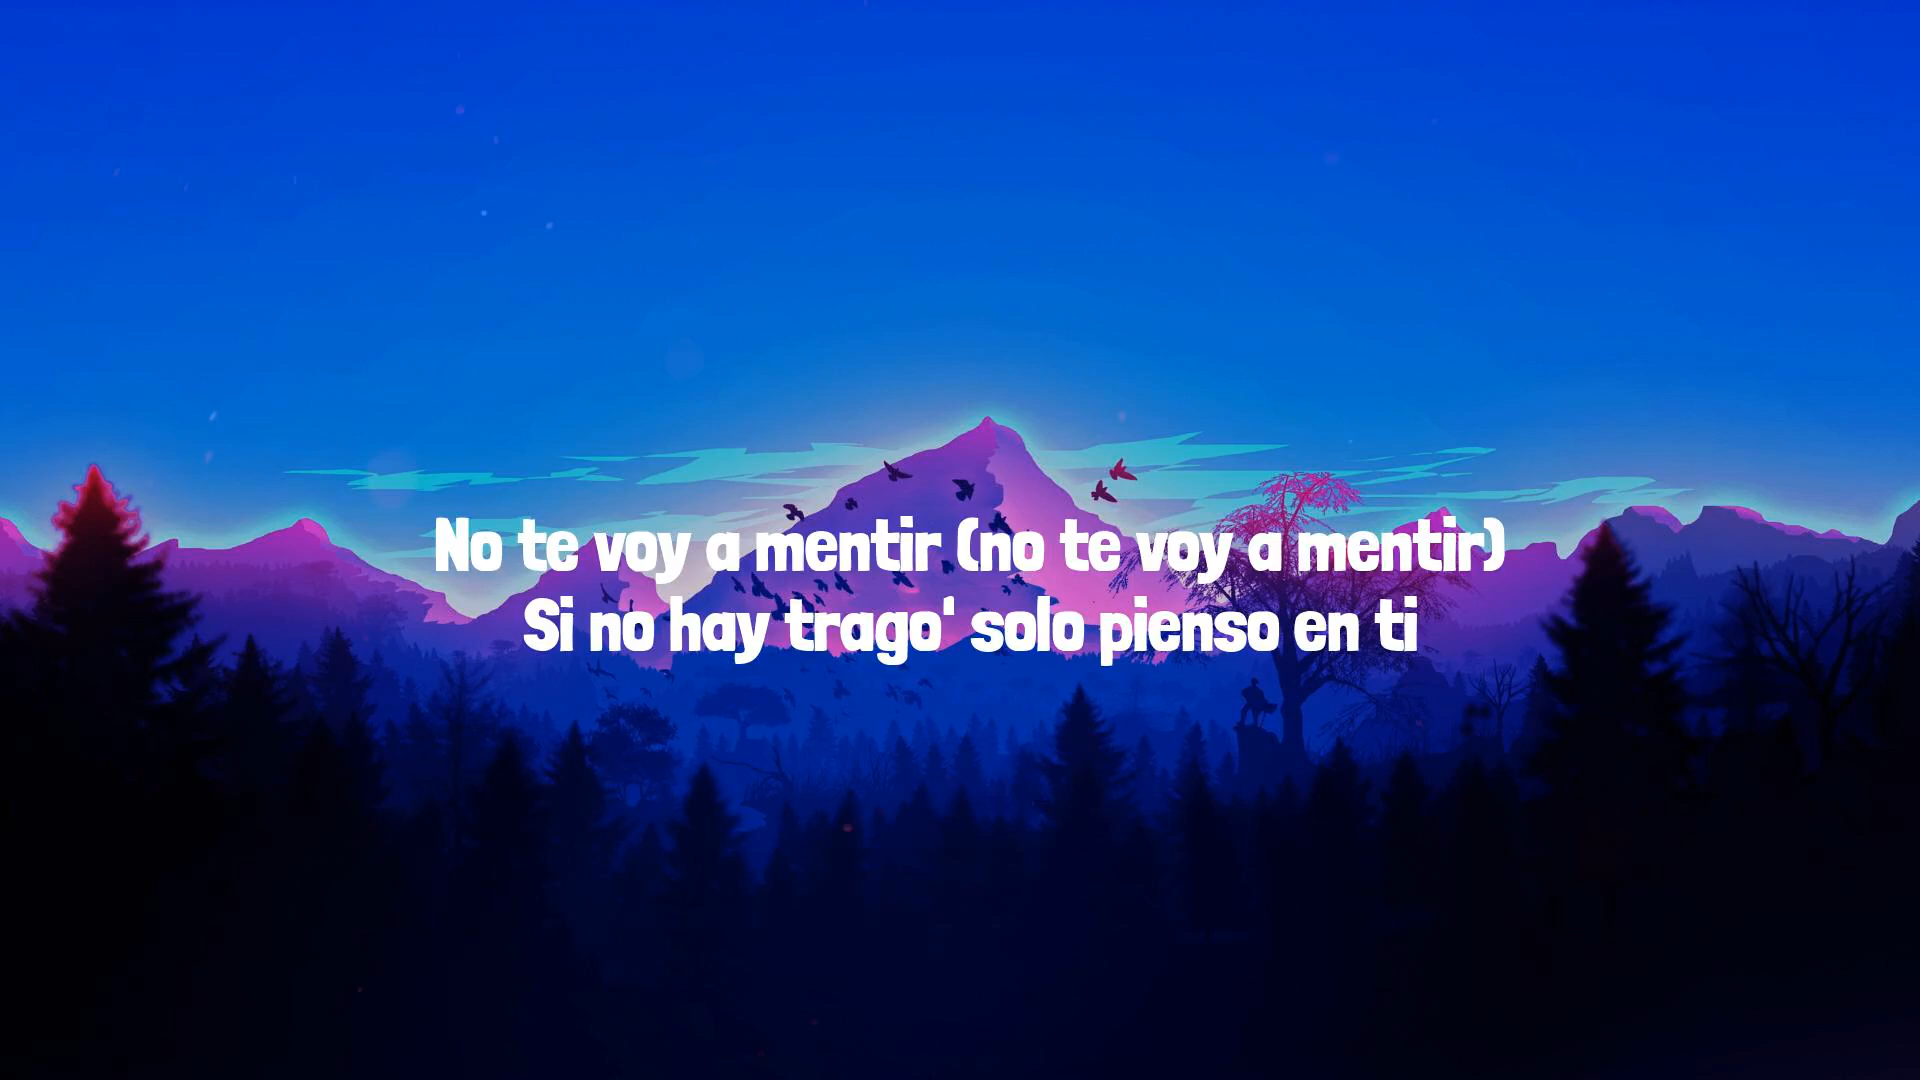 No te voy a mentir (no te voy a mentir)
Si no hay trago' solo pienso en ti